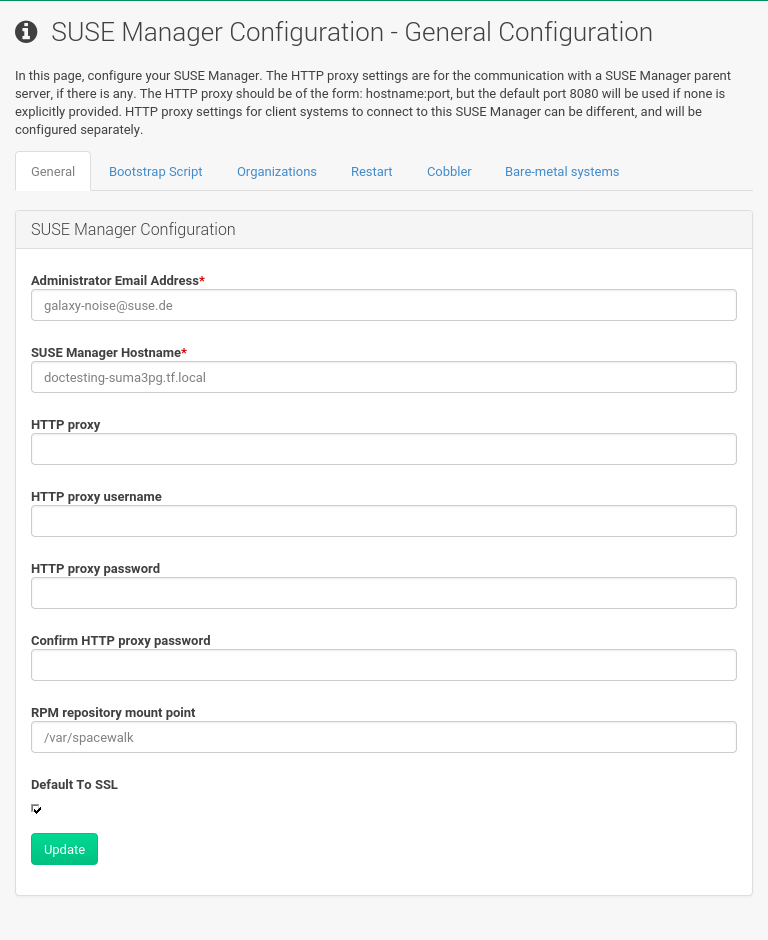 SUSE Manager Configuration - General Configuration
In this page, configure your SUSE Manager. The HTTP proxy settings are for the communication with a SUSE Manager parent
server, if there is any. The HTTP proxy should be of the form: hostname:port, but the default port 8080 will be used if none is
explicitly provided. HTTP proxy settings for client systems to connect to this SUSE Manager can be different, and will be
configured separately.
General Bootstrap Script Organizations Restart Cobbler Bare-metal systems
SUSE Manager Configuration
Administrator Email Address*
galaxy-noise@suse.de
SUSE Manager Hostname*
doctesting-suma3pg.tf.local
HTTP proxy
HTTP proxy username
HTTP proxy password
Confirm HTTP proxy password
RPM repository mount point
/var/spacewalk
Default To SSL
Update